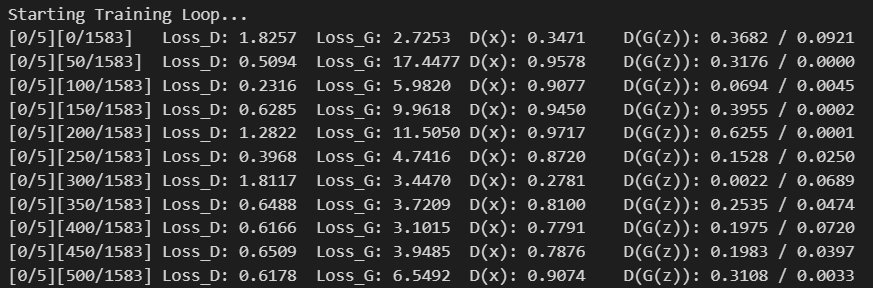 Starting Training Loop...
[0/5][0/1583] Loss_D: 1.8257 Loss_G: 2.7253 D(x): 0.3471 D(G(z)): 0.3682 / 0.0921
[0/5][50/1583] Loss_D: 0.5094 Loss_G: 17.4477 D(x): 0.9578 D(G(z)): 0.3176 / 0.0000
[0/5][100/1583] Loss_D: 0.2316 Loss_G: 5.9820 D(x): 0.9077 D(G(z)): 0.0694 / 0.0045
[0/5][150/1583] Loss_D: 0.6285 Loss_G: 9.9618 D(x): 0.9450 D(G(z)): 0.3955 / 0.0002
[0/5][200/1583] Loss_D: 1.2822 Loss_G: 11.5050 D(x): 0.9717 D(G(z)): 0.6255 / 0.0001
[0/5][250/1583] Loss_D: 0.3968 Loss_G: 4.7416 D(x): 0.8720 D(G(z)): 0.1528 / 0.0250
[0/5][300/1583] Loss_D: 1.8117 Loss_G: 3.4470 D(x): 0.2781 D(G(z)): 0.0022 / 0.0689
[0/5][350/1583] Loss_D: 0.6488 Loss_G: 3.7209 D(x): 0.8100 D(G(z)): 0.2535 / 0.0474
[0/5][400/1583] Loss_D: 0.6166 Loss_G: 3.1015 D(x): 0.7791 D(G(z)): 0.1975 / 0.0720
[0/5][450/1583] Loss_D: 0.6509 Loss_G: 3.9485 D(x): 0.7876 D(G(z)): 0.1983 / 0.0397
[0/5][500/1583] Loss_D: 0.6178 Loss_G: 6.5492 D(x): 0.9074 D(G(z)): 0.3108 / 0.0033